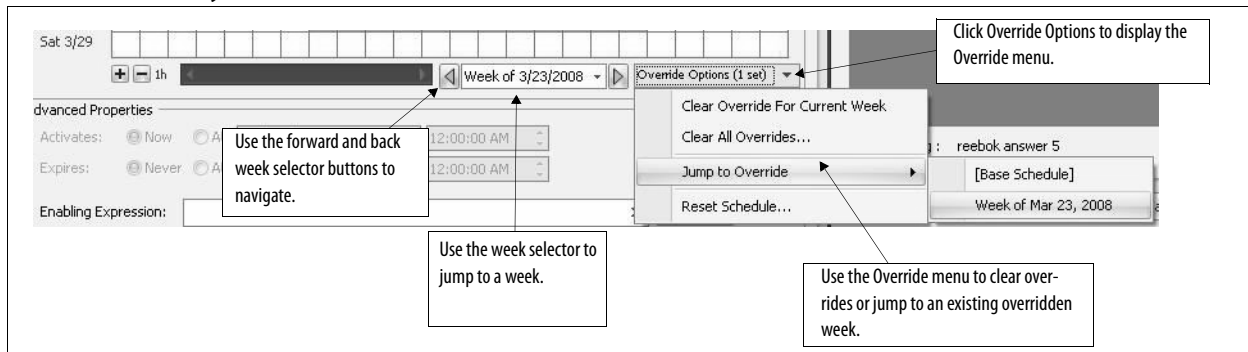 Sat 3/29
1h
Week of 3/23/2008
Override Options (1 set)
Click Override Options to display the
Override menu.
dvanced Properties
Clear Override For Current Week
Activates:
Now
A
12:00:00 AM
Clear All Overrides...
Use the forward and back
week selector buttons to
navigate.
reebok answer 5
Expires:
Never
A
12:00:00 AM
Jump to Override
[Base Schedule]
Enabling Expression:
Reset Schedule...
Week of Mar 23, 2008
Use the week selector to
jump to a week.
Use the Override menu to clear over-
rides or jump to an existing overridden
week.